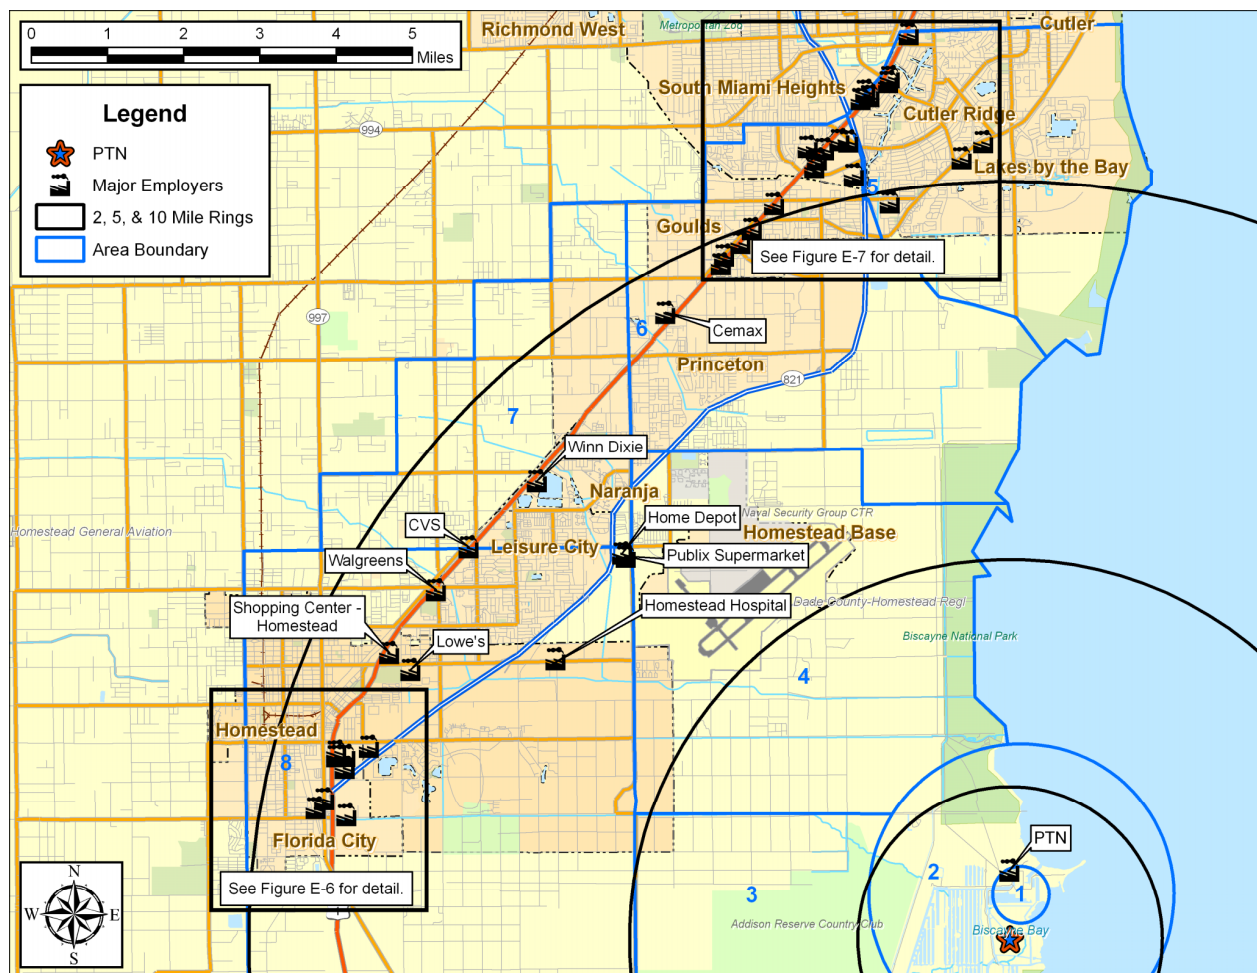 0 1 2 3 4 5
Miles
Legend
PTN
Major Employers
2, 5, & 10 Mile Rings
Area Boundary
Richmond West
Metropolitan Zoo
Cutler
South Miami Heights
Cutler Ridge
994
Lakes by the Bay
5
Goulds
See Figure E-7 for detail.
997
6
Cemax
Princeton
821
7
Winn Dixie
Naranja
Naval Security Group CTR
Homestead General Aviation
CVS
Home Depot
Homestead Base
Leisure City
Publix Supermarket
Walgreens
Shopping Center -
Homestead
Homestead Hospital
Dade County-Homestead Regl
Lowe's
Biscayne National Park
4
Homestead
8
Florida City
PTN
2
See Figure E-6 for detail.
3
1
Addison Reserve Country Club
Biscayne Bay
N
W E
S